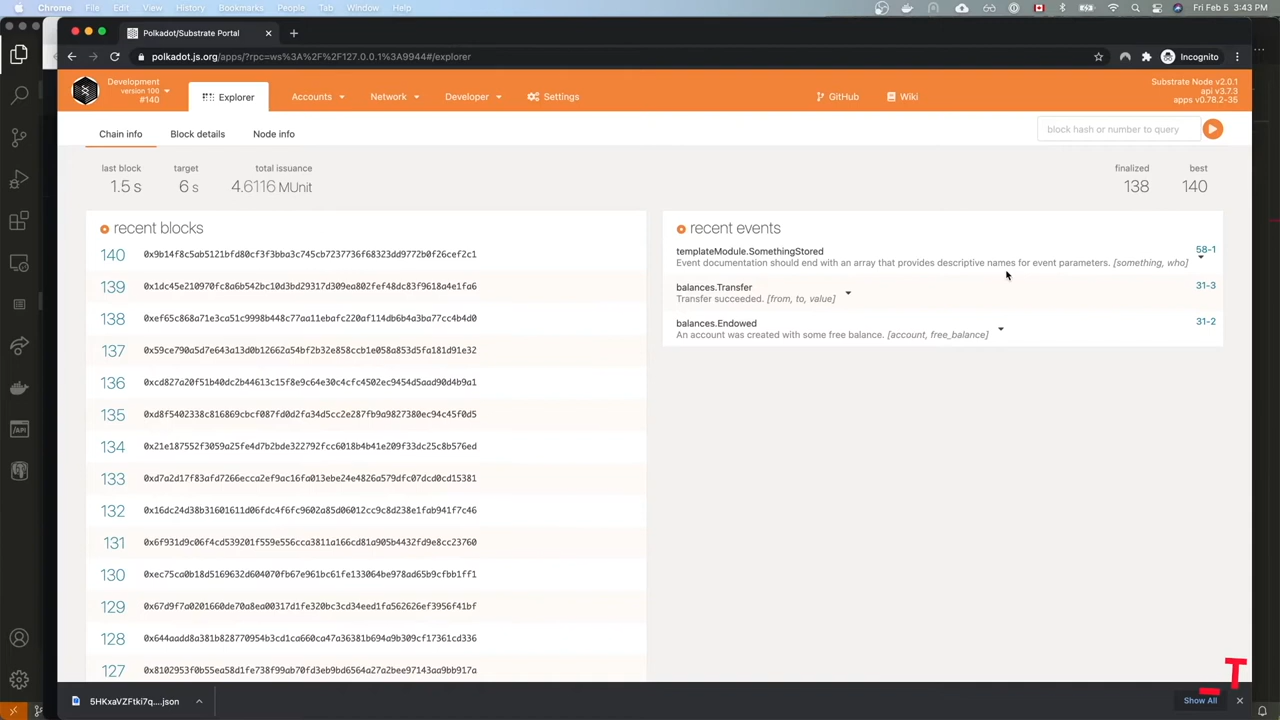 Chrome File Edit View History Bookmarks People Tab Window Help
Fri Feb 5 3:43 PM
Polkadot/Substrate Portal
polkadot.js.org/apps/?rpc=ws%3A%2F%2F127.0.0.1%3A9944#/explorer
Incognito
Development
version 100
#140
Explorer
Accounts
Network
Developer
Settings
GitHub
Wiki
Substrate Node v2.0.1
api v3.7.3
apps v0.78.2-35
Chain info
Block details
Node info
block hash or number to query
last block
1.5 s
target
6 s
total issuance
4.6116 MUnit
finalized
138
best
140
recent blocks
140 0x9b14f8c5ab5121bfd80cf3f3bba3c745cb7237736f68323dd9772b0f26cef2c1
139 0x1dc45e210970fc8a6b542bc10d3bd29317d309ea802fef48dc83f9618a4e1fa6
138 0xef65c868a71e3ca51c9998b448c77aa11ebafc220af114db6b4a3ba77cc4b4d0
137 0x59ce790a5d7e643a13d0b12662a54bf2b32e858ccb1e058a853d5fa181d91e32
136 0xcd827a20f51b40dc2b44613c15f8e9c64e30c4cfc4502ec9454d5aad90d4b9a1
135 0xd8f5402338c816869cbcf087fd0d2fa34d5cc2e287fb9a9827380ec94c45f0d5
134 0x21e187552f3059a25fe4d7b2bde322792fcc6018b4b41e209f33dc25c8b576ed
133 0xd7a2d17f83afd7266ecca2ef9ac16fa013ebe24e4826a579dfc07dcd0cd15381
132 0x16dc24d38b31601611d06fdc4f6fc9602a85d06012cc9c8d238e1fab941f7c46
131 0x6f931d9c06f4cd539201f559e556cca3811a166cd81a905b4432fd9e8cc23760
130 0xec75ca0b18d5169632d604070fb67e961bc61fe133064be978ad65b9cfbb1ff1
129 0x67d9f7a0201660de70a8ea00317d1fe320bc3cd34eed1fa562626ef3956f41bf
128 0x644aadd8a381b828770954b3cd1ca660ca47a36381b694a9b309cf17361cd336
127 0x8102953f0b55ea58d1fe738f99ab70fd3eb9bd6564a27a2bee97143aa9bb917a
recent events
templateModule.SomethingStored 58-1
Event documentation should end with an array that provides descriptive names for event parameters. [something, who]
balances.Transfer 31-3
Transfer succeeded. [from, to, value]
balances.Endowed 31-2
An account was created with some free balance. [account, free_balance]
5HKxaVZFtki7q....json
Show All
T_